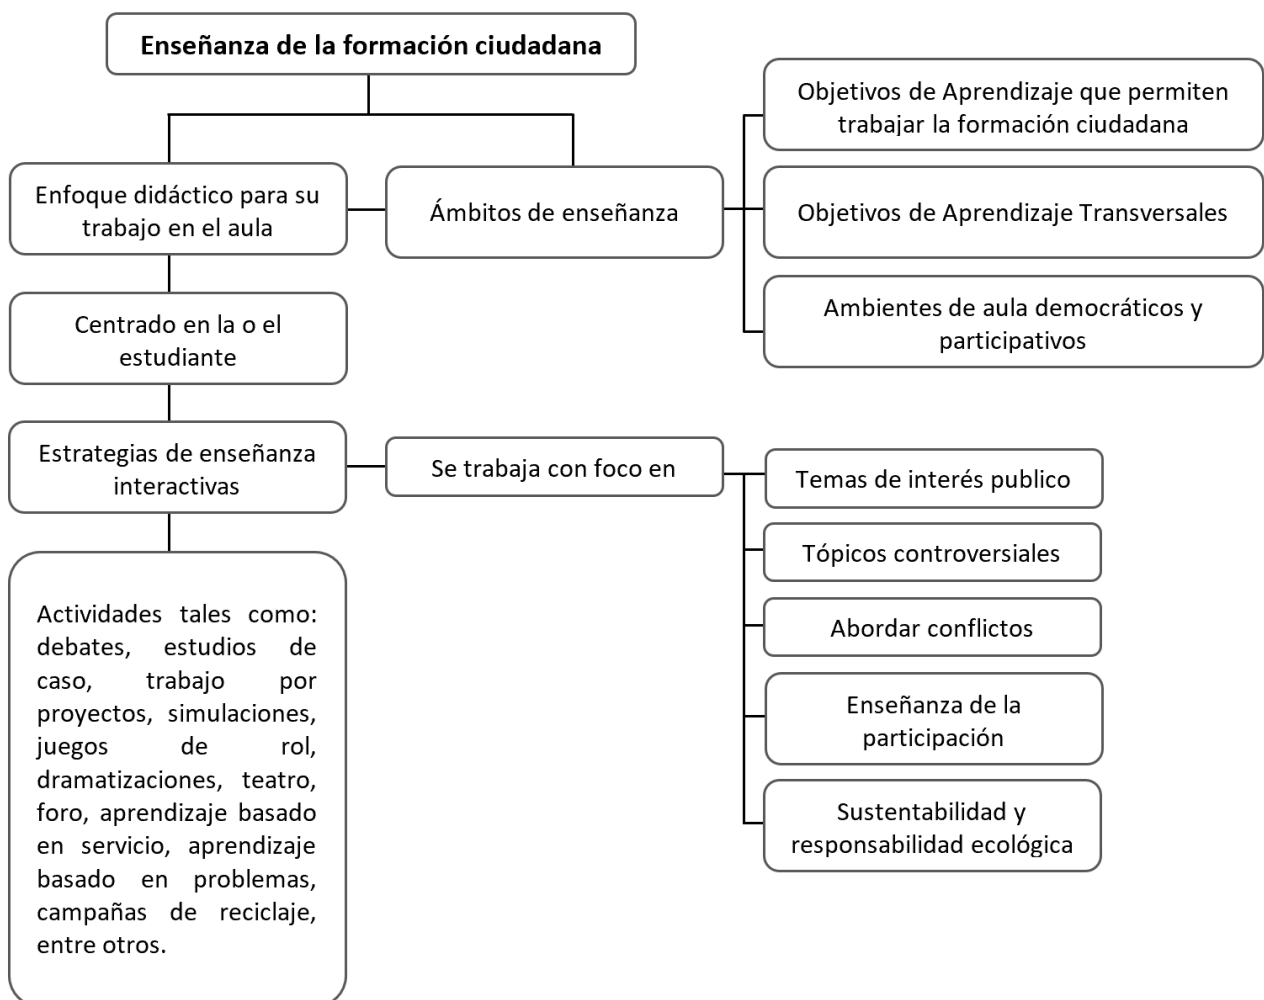 Enseñanza de la formación ciudadana
Objetivos de Aprendizaje que permiten
trabajar la formación ciudadana
Enfoque didáctico para su
trabajo en el aula
Ámbitos de enseñanza
Objetivos de Aprendizaje Transversales
Ambientes de aula democráticos y
participativos
Centrado en la o el
estudiante
Estrategias de enseñanza
interactivas
Se trabaja con foco en
Temas de interés publico
Tópicos controversiales
Abordar conflictos
Enseñanza de la
participación
Sustentabilidad y
responsabilidad ecológica
Actividades tales como:
debates, estudios de
caso, trabajo por
proyectos, simulaciones,
juegos de rol,
dramatizaciones, teatro,
foro, aprendizaje basado
en servicio, aprendizaje
basado en problemas,
campañas de reciclaje,
entre otros.